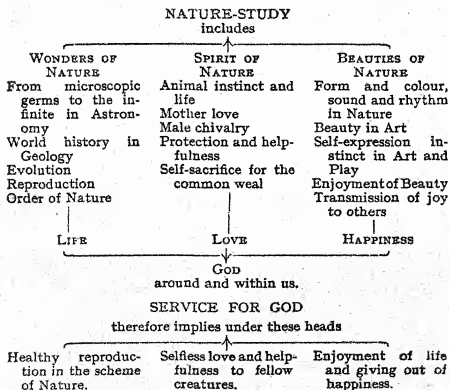 NATURE-STUDY
includes
WONDERS OF
NATURE
From microscopic
germs to the in-
finite in Astron-
omy
World history in
Geology
Evolution
Reproduction
Order of Nature
LIFE
SPIRIT OF
NATURE
Animal instinct and
life
Mother love
Male chivalry
Protection and help-
fulness
Self-sacrifice for the
common weal
LOVE
BEAUTIES OF
NATURE
Form and colour,
sound and rhythm
in Nature
Beauty in Art
Self-expression in-
stinct in Art and
Play
Enjoyment of Beauty
Transmission of joy
to others
HAPPINESS
GOD
around and within us.
SERVICE FOR GOD
therefore implies under these heads
Healthy reproduc-
tion in the scheme
of Nature.
Selfless love and help-
fulness to fellow
creatures.
Enjoyment of life
and giving out of
happiness.